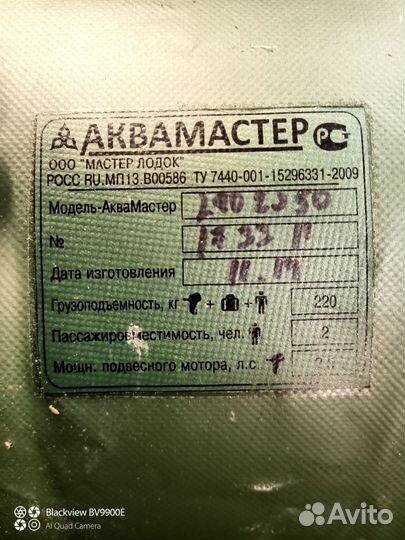 АКВАМАСТЕР
ООО "МАСТЕР ЛОДОК"
РОСС RU.МП13.В00586 ТУ 7440-001-15296331-2009
Модель-АкваМастер
№
Дата изготовления
Грузоподъемность, кг + + 220
Пассажировместимость, чел. 2
Мощн. подвесного мотора, л.с
Blackview BV9900E
AI Quad Camera
Avito